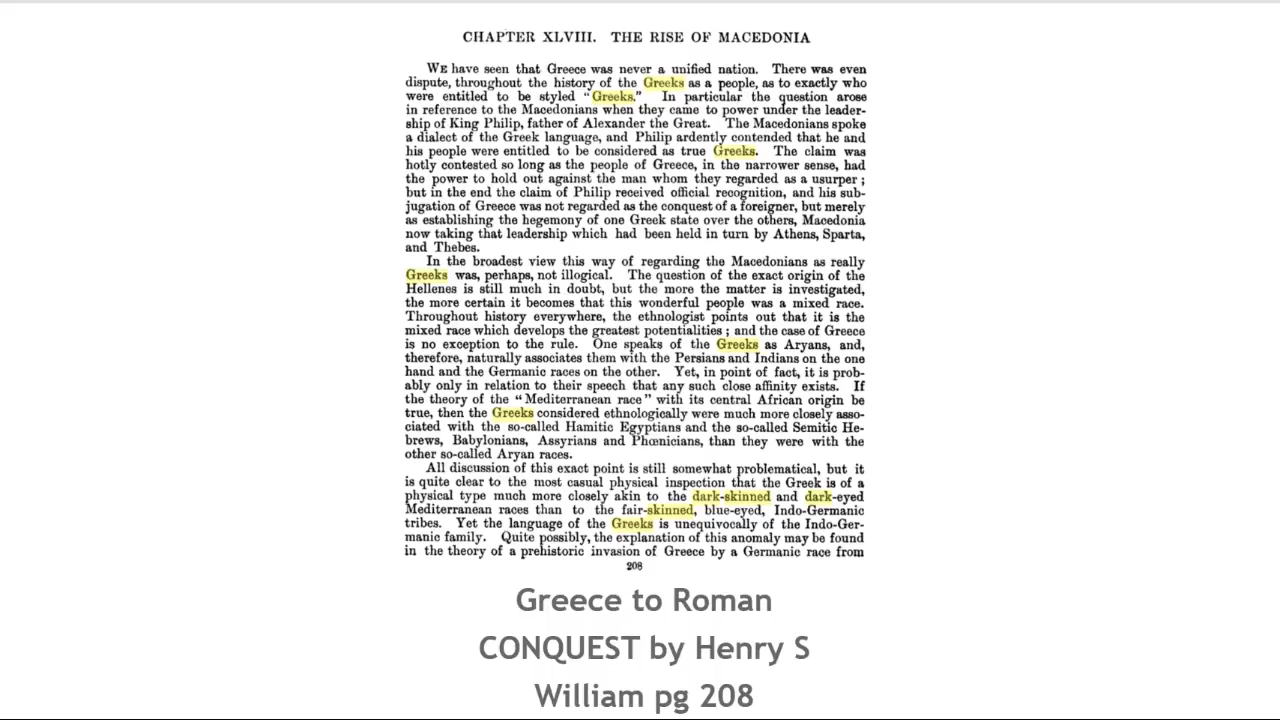 CHAPTER XLVIII. THE RISE OF MACEDONIA
WE have seen that Greece was never a unified nation. There was even
dispute, throughout the history of the Greeks as a people, as to exactly who
were entitled to be styled “Greeks.” In particular the question arose
in reference to the Macedonians when they came to power under the leader-
ship of King Philip, father of Alexander the Great. The Macedonians spoke
a dialect of the Greek language, and Philip ardently contended that he and
his people were entitled to be considered as true Greeks. The claim was
hotly contested so long as the people of Greece, in the narrower sense, had
the power to hold out against the man whom they regarded as a usurper;
but in the end the claim of Philip received official recognition, and his sub-
jugation of Greece was not regarded as the conquest of a foreigner, but merely
as establishing the hegemony of one Greek state over the others, Macedonia
now taking that leadership which had been held in turn by Athens, Sparta,
and Thebes.
In the broadest view this way of regarding the Macedonians as really
Greeks was, perhaps, not illogical. The question of the exact origin of the
Hellenes is still much in doubt, but the more the matter is investigated,
the more certain it becomes that this wonderful people was a mixed race.
Throughout history everywhere, the ethnologist points out that it is the
mixed race which develops the greatest potentialities; and the case of Greece
is no exception to the rule. One speaks of the Greeks as Aryans, and,
therefore, naturally associates them with the Persians and Indians on the one
hand and the Germanic races on the other. Yet, in point of fact, it is prob-
ably only in relation to their speech that any such close affinity exists. If
the theory of the “Mediterranean race” with its central African origin be
true, then the Greeks considered ethnologically were much more closely asso-
ciated with the so-called Hamitic Egyptians and the so-called Semitic He-
brews, Babylonians, Assyrians and Phœnicians, than they were with the
other so-called Aryan races.
All discussion of this exact point is still somewhat problematical, but it
is quite clear to the most casual physical inspection that the Greek is of a
physical type much more closely akin to the dark-skinned and dark-eyed
Mediterranean races than to the fair-skinned, blue-eyed, Indo-Germanic
tribes. Yet the language of the Greeks is unequivocally of the Indo-Ger-
manic family. Quite possibly, the explanation of this anomaly may be found
in the theory of a prehistoric invasion of Greece by a Germanic race from
208
Greece to Roman
CONQUEST by Henry S
William pg 208